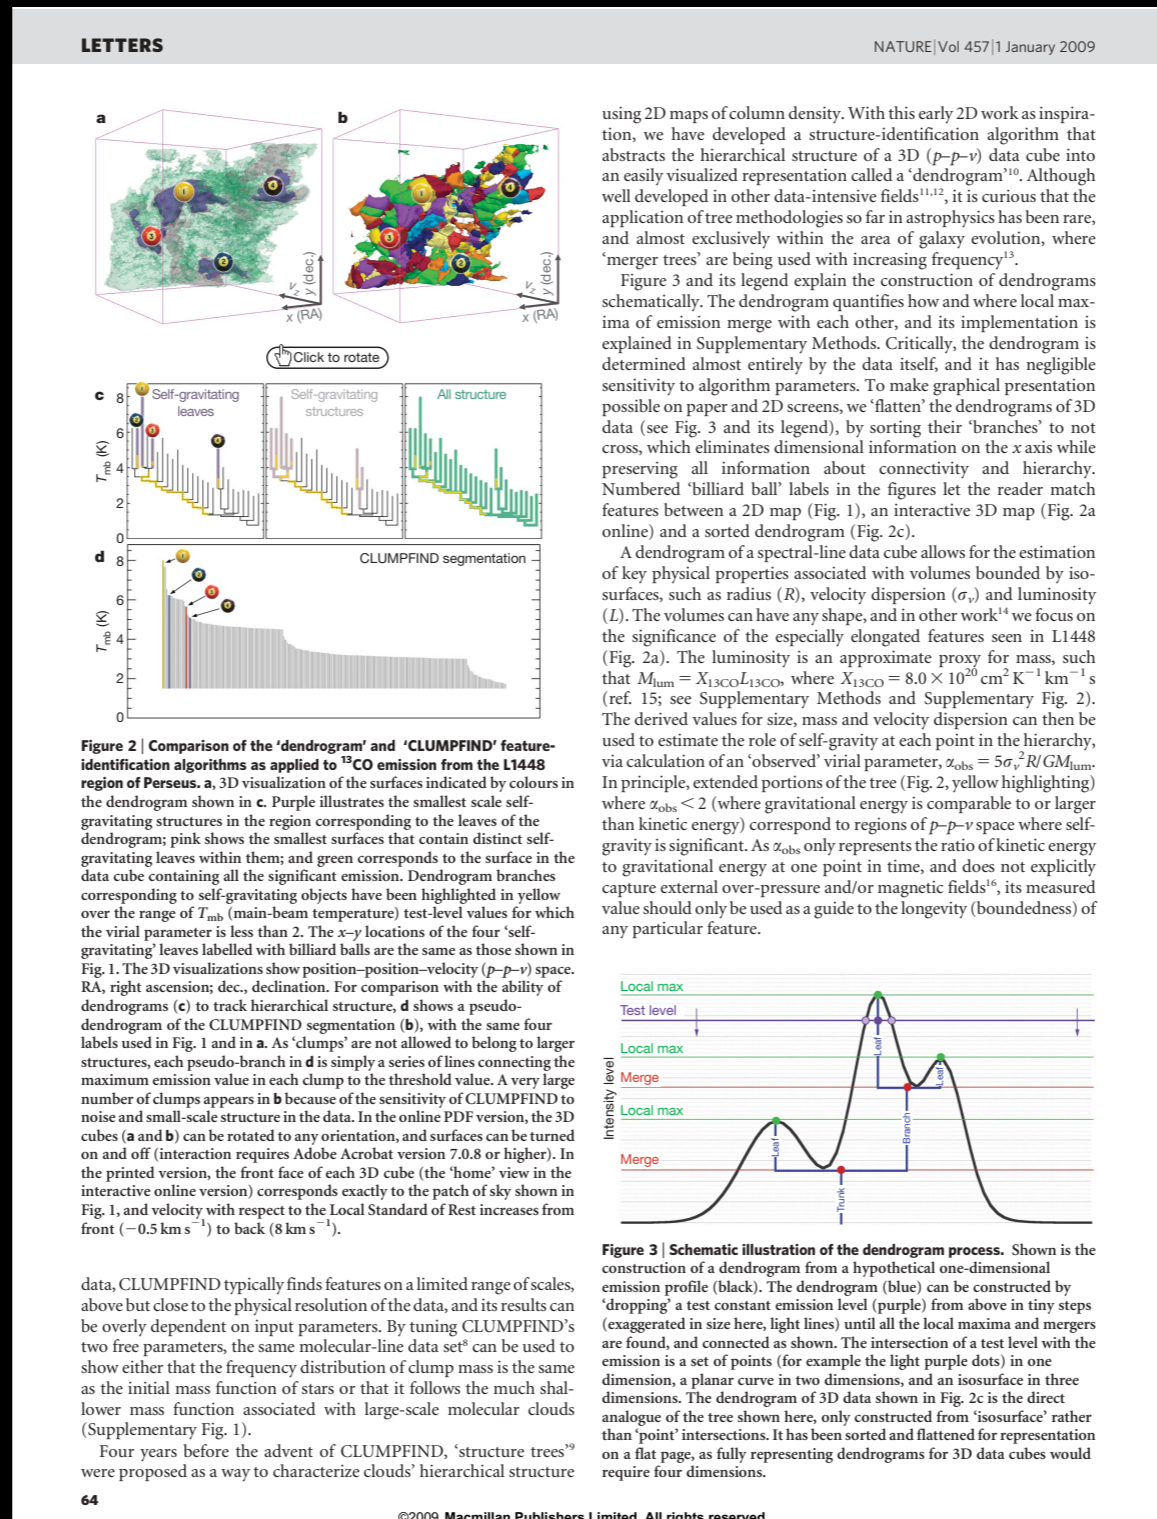 LETTERS
NATURE|Vol 457|1 January 2009
a
b
1
4
3
2
v
z
y (dec.)
x (RA)
1
4
3
2
v
z
y (dec.)
x (RA)
Click to rotate
c
8
6
4
2
0
T mb (K)
Self-gravitating
leaves
Self-gravitating
structures
All structure
d
8
6
4
2
0
T mb (K)
CLUMPFIND segmentation
Figure 2 | Comparison of the ‘dendrogram’ and ‘CLUMPFIND’ feature-
identification algorithms as applied to ¹³CO emission from the L1448
region of Perseus. a, 3D visualization of the surfaces indicated by colours in
the dendrogram shown in c. Purple illustrates the smallest scale self-
gravitating structures in the region corresponding to the leaves of the
dendrogram; pink shows the smallest surfaces that contain distinct self-
gravitating leaves within them; and green corresponds to the surface in the
data cube containing all the significant emission. Dendrogram branches
corresponding to self-gravitating objects have been highlighted in yellow
over the range of Tmb (main-beam temperature) test-level values for which
the virial parameter is less than 2. The x–y locations of the four ‘self-
gravitating’ leaves labelled with billiard balls are the same as those shown in
Fig. 1. The 3D visualizations show position–position–velocity (p–p–v) space.
RA, right ascension; dec., declination. For comparison with the ability of
dendrograms (c) to track hierarchical structure, d shows a pseudo-
dendrogram of the CLUMPFIND segmentation (b), with the same four
labels used in Fig. 1 and in a. As ‘clumps’ are not allowed to belong to larger
structures, each pseudo-branch in d is simply a series of lines connecting the
maximum emission value in each clump to the threshold value. A very large
number of clumps appears in b because of the sensitivity of CLUMPFIND to
noise and small-scale structure in the data. In the online PDF version, the 3D
cubes (a and b) can be rotated to any orientation, and surfaces can be turned
on and off (interaction requires Adobe Acrobat version 7.0.8 or higher). In
the printed version, the front face of each 3D cube (the ‘home’ view in the
interactive online version) corresponds exactly to the patch of sky shown in
Fig. 1, and velocity with respect to the Local Standard of Rest increases from
front (−0.5 km s⁻¹) to back (8 km s⁻¹).
data, CLUMPFIND typically finds features on a limited range of scales,
above but close to the physical resolution of the data, and its results can
be overly dependent on input parameters. By tuning CLUMPFIND’s
two free parameters, the same molecular-line data set⁸ can be used to
show either that the frequency distribution of clump mass is the same
as the initial mass function of stars or that it follows the much shal-
lower mass function associated with large-scale molecular clouds
(Supplementary Fig. 1).
Four years before the advent of CLUMPFIND, ‘structure trees’⁹
were proposed as a way to characterize clouds’ hierarchical structure
using 2D maps of column density. With this early 2D work as inspira-
tion, we have developed a structure-identification algorithm that
abstracts the hierarchical structure of a 3D (p–p–v) data cube into
an easily visualized representation called a ‘dendrogram’¹⁰. Although
well developed in other data-intensive fields¹¹,¹², it is curious that the
application of tree methodologies so far in astrophysics has been rare,
and almost exclusively within the area of galaxy evolution, where
‘merger trees’ are being used with increasing frequency¹³.
Figure 3 and its legend explain the construction of dendrograms
schematically. The dendrogram quantifies how and where local max-
ima of emission merge with each other, and its implementation is
explained in Supplementary Methods. Critically, the dendrogram is
determined almost entirely by the data itself, and it has negligible
sensitivity to algorithm parameters. To make graphical presentation
possible on paper and 2D screens, we ‘flatten’ the dendrograms of 3D
data (see Fig. 3 and its legend), by sorting their ‘branches’ to not
cross, which eliminates dimensional information on the x axis while
preserving all information about connectivity and hierarchy.
Numbered ‘billiard ball’ labels in the figures let the reader match
features between a 2D map (Fig. 1), an interactive 3D map (Fig. 2a
online) and a sorted dendrogram (Fig. 2c).
A dendrogram of a spectral-line data cube allows for the estimation
of key physical properties associated with volumes bounded by iso-
surfaces, such as radius (R), velocity dispersion (σv) and luminosity
(L). The volumes can have any shape, and in other work¹⁴ we focus on
the significance of the especially elongated features seen in L1448
(Fig. 2a). The luminosity is an approximate proxy for mass, such
that Mlum = X13COL13CO, where X13CO = 8.0 × 10²⁰ cm² K⁻¹ km⁻¹ s
(ref. 15; see Supplementary Methods and Supplementary Fig. 2).
The derived values for size, mass and velocity dispersion can then be
used to estimate the role of self-gravity at each point in the hierarchy,
via calculation of an ‘observed’ virial parameter, αobs = 5σv²R/GMlum.
In principle, extended portions of the tree (Fig. 2, yellow highlighting)
where αobs < 2 (where gravitational energy is comparable to or larger
than kinetic energy) correspond to regions of p–p–v space where self-
gravity is significant. As αobs only represents the ratio of kinetic energy
to gravitational energy at one point in time, and does not explicitly
capture external over-pressure and/or magnetic fields¹⁶, its measured
value should only be used as a guide to the longevity (boundedness) of
any particular feature.
Local max
Test level
Local max
Merge
Local max
Merge
Intensity level
Leaf
Leaf
Leaf
Branch
Trunk
Figure 3 | Schematic illustration of the dendrogram process. Shown is the
construction of a dendrogram from a hypothetical one-dimensional
emission profile (black). The dendrogram (blue) can be constructed by
‘dropping’ a test constant emission level (purple) from above in tiny steps
(exaggerated in size here, light lines) until all the local maxima and mergers
are found, and connected as shown. The intersection of a test level with the
emission is a set of points (for example the light purple dots) in one
dimension, a planar curve in two dimensions, and an isosurface in three
dimensions. The dendrogram of 3D data shown in Fig. 2c is the direct
analogue of the tree shown here, only constructed from ‘isosurface’ rather
than ‘point’ intersections. It has been sorted and flattened for representation
on a flat page, as fully representing dendrograms for 3D data cubes would
require four dimensions.
64
©2009 Macmillan Publishers Limited. All rights reserved